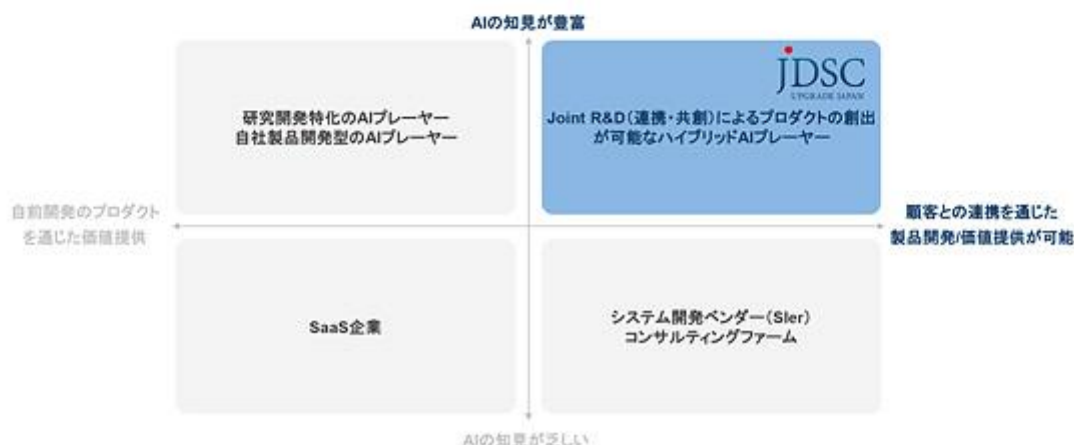 AIの知見が豊富
JDSC
UPGRADE JAPAN
研究開発特化のAIプレーヤー
自社製品開発型のAIプレーヤー
Joint R&D(連携・共創)によるプロダクトの創出
が可能なハイブリッドAIプレーヤー
自前開発のプロダクト
を通じた価値提供
顧客との連携を通じた
製品開発/価値提供が可能
SaaS企業
システム開発ベンダー(SIer)
コンサルティングファーム
AIの知見が乏しい